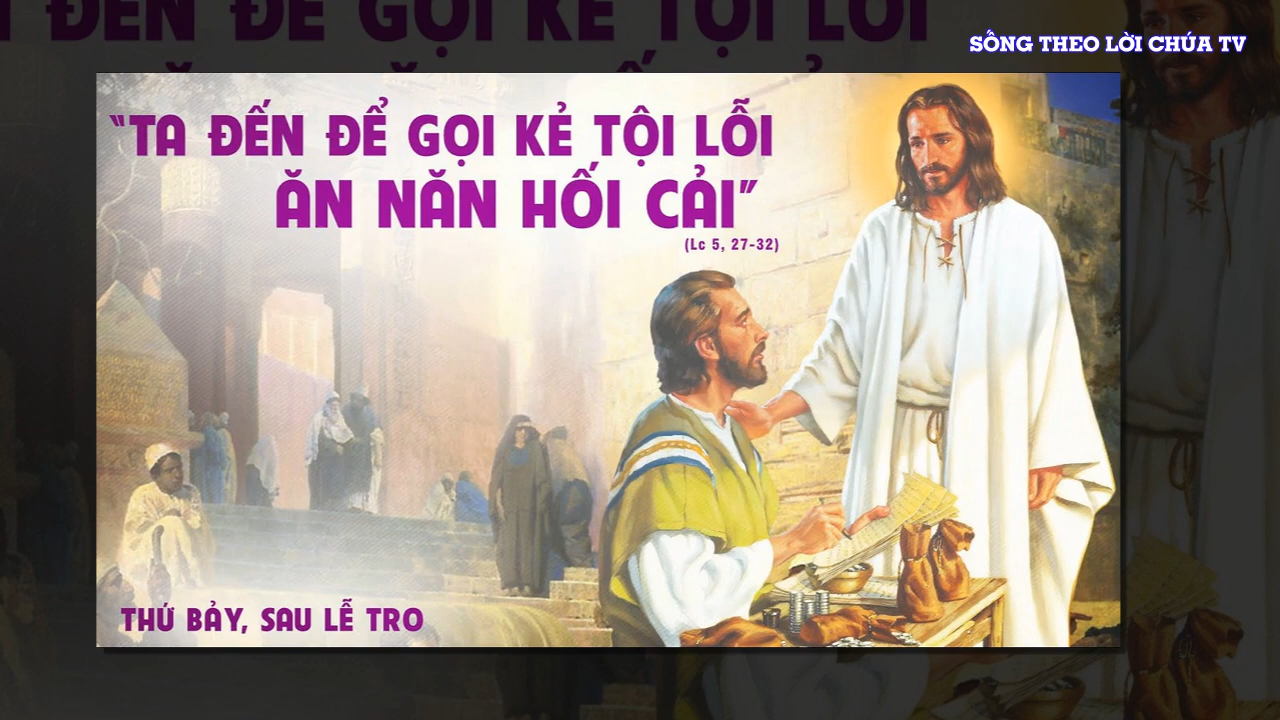 SỐNG THEO LỜI CHÚA TV
“TA ĐẾN ĐỂ GỌI KẺ TỘI LỖI
ĂN NĂN HỐI CẢI”
(Lc 5, 27-32)
THỨ BẢY, SAU LỄ TRO